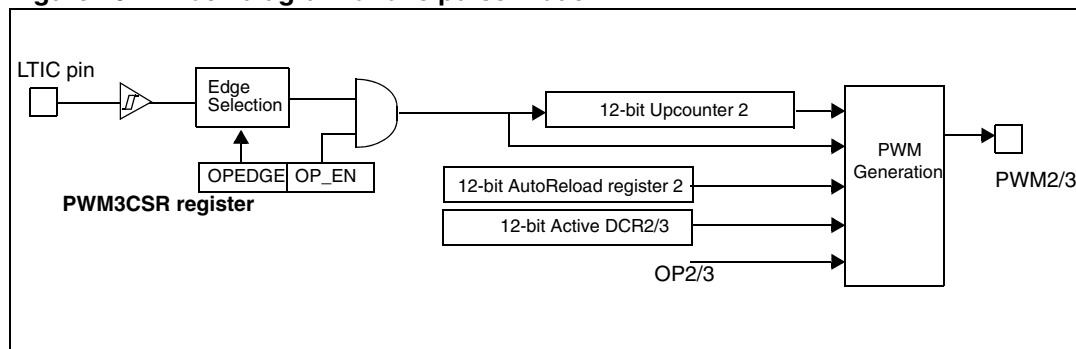 LTIC pin
Edge
Selection
12-bit Upcounter 2
PWM
Generation
OPEDGE
OP_EN
PWM3CSR register
12-bit AutoReload register 2
12-bit Active DCR2/3
OP2/3
PWM2/3